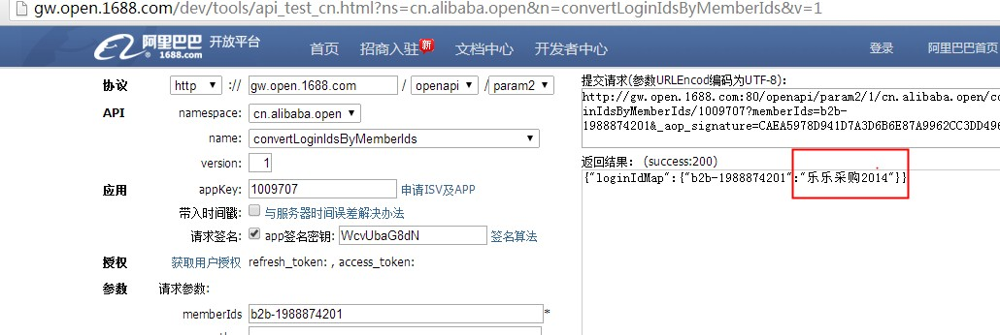 gw.open.1688.com/dev/tools/api_test_cn.html?ns=cn.alibaba.open&n=convertLoginIdsByMemberIds&v=1
阿里巴巴 1688.com 开放平台 首页 招商入驻 新 文档中心 开发者中心 登录 阿里巴巴首页
协议 http :// gw.open.1688.com / openapi / param2
API namespace: cn.alibaba.open
name: convertLoginIdsByMemberIds
version: 1
应用 appKey: 1009707 申请ISV及APP
带入时间戳: 与服务器时间误差解决办法
请求签名: app签名密钥: WcvUbaG8dN 签名算法
授权 获取用户授权 refresh_token: , access_token:
参数 请求参数:
memberIds b2b-1988874201 *
提交请求(参数URLEncod编码为UTF-8):
http://gw.open.1688.com:80/openapi/param2/1/cn.alibaba.open/co
inIdsByMemberIds/1009707?memberIds=b2b-
1988874201&_aop_signature=CAEA5978D941D7A3D6B6E87A9962CC3DD496
返回结果: (success:200)
{"loginIdMap":{"b2b-1988874201":"乐乐采购2014"}}